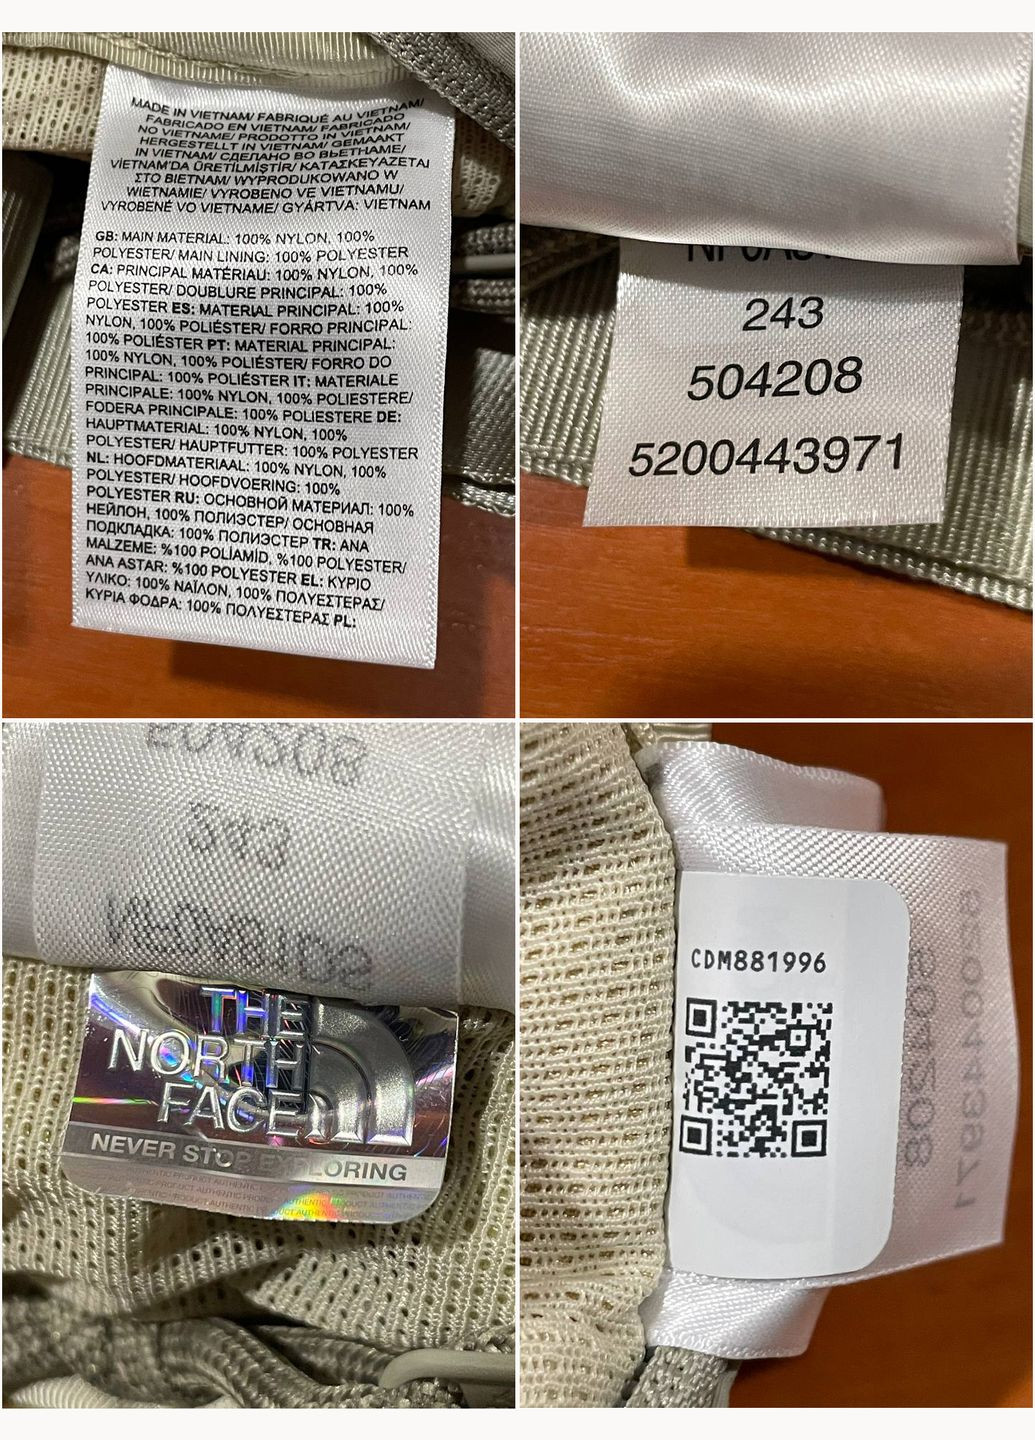 MADE IN VIETNAM/ FABRIQUÉ AU VIETNAM/
FABRICADO EN VIETNAM/ FABRICADO
NO VIETNAME/ PRODOTTO IN VIETNAM/
HERGESTELLT IN VIETNAM/ GEMAAKT
IN VIETNAM/ СДЕЛАНО ВО ВЬЕТНАМЕ/
VİETNAM'DA ÜRETİLMİŞTİR/ ΚΑΤΑΣΚΕΥΑΖΕΤΑΙ
ΣΤΟ ΒΙΕΤΝΑΜ/ WYPRODUKOWANO W
WIETNAMIE/ VYROBENO VE VIETNAMU/
VYROBENÉ VO VIETNAME/ GYÁRTVA: VIETNAM
GB: MAIN MATERIAL: 100% NYLON, 100%
POLYESTER/ MAIN LINING: 100% POLYESTER
CA: PRINCIPAL MATÉRIAU: 100% NYLON, 100%
POLYESTER/ DOUBLURE PRINCIPAL: 100%
POLYESTER ES: MATERIAL PRINCIPAL: 100%
NYLON, 100% POLIÉSTER/ FORRO PRINCIPAL:
100% POLIÉSTER PT: MATERIAL PRINCIPAL:
100% NYLON, 100% POLIÉSTER/ FORRO DO
PRINCIPAL: 100% POLIÉSTER IT: MATERIALE
PRINCIPALE: 100% NYLON, 100% POLIESTERE/
FODERA PRINCIPALE: 100% POLIESTERE DE:
HAUPTMATERIAL: 100% NYLON, 100%
POLYESTER/ HAUPTFUTTER: 100% POLYESTER
NL: HOOFDMATERIAAL: 100% NYLON, 100%
POLYESTER/ HOOFDVOERING: 100%
POLYESTER RU: ОСНОВНОЙ МАТЕРИАЛ: 100%
НЕЙЛОН, 100% ПОЛИЭСТЕР/ ОСНОВНАЯ
ПОДКЛАДКА: 100% ПОЛИЭСТЕР TR: ANA
MALZEME: %100 POLİAMİD, %100 POLYESTER/
ANA ASTAR: %100 POLYESTER EL: ΚΥΡΙΟ
ΥΛΙΚΟ: 100% ΝΑΪΛΟΝ, 100% ΠΟΛΥΕΣΤΕΡΑΣ/
ΚΥΡΙΑ ΦΟΔΡΑ: 100% ΠΟΛΥΕΣΤΕΡΑΣ PL:
243
504208
5200443971
THE
NORTH
FACE
NEVER STOP EXPLORING
CDM881996
504208
5200443971